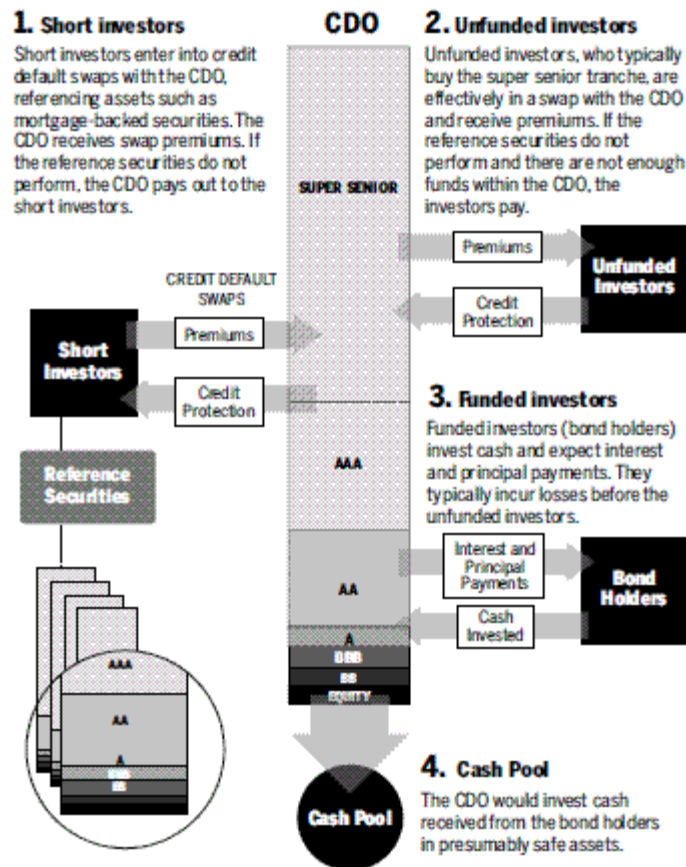 1. Short investors
Short investors enter into credit
default swaps with the CDO,
referencing assets such as
mortgage-backed securities. The
CDO receives swap premiums. If
the reference securities do not
perform, the CDO pays out to the
short investors.
CDO
2. Unfunded investors
Unfunded investors, who typically
buy the super senior tranche, are
effectively in a swap with the CDO
and receive premiums. If the
reference securities do not
perform and there are not enough
funds within the CDO, the
investors pay.
SUPER SENIOR
Premiums
Credit
Protection
Unfunded
Investors
CREDIT DEFAULT
SWAPS
Short
Investors
Premiums
Credit
Protection
Reference
Securities
3. Funded investors
Funded investors (bond holders)
invest cash and expect interest
and principal payments. They
typically incur losses before the
unfunded investors.
AAA
AA
A
BBB
BB
EQUITY
Interest and
Principal
Payments
Cash
Invested
Bond
Holders
AAA
AA
A
BBB
BB
Cash Pool
4. Cash Pool
The CDO would invest cash
received from the bond holders
in presumably safe assets.